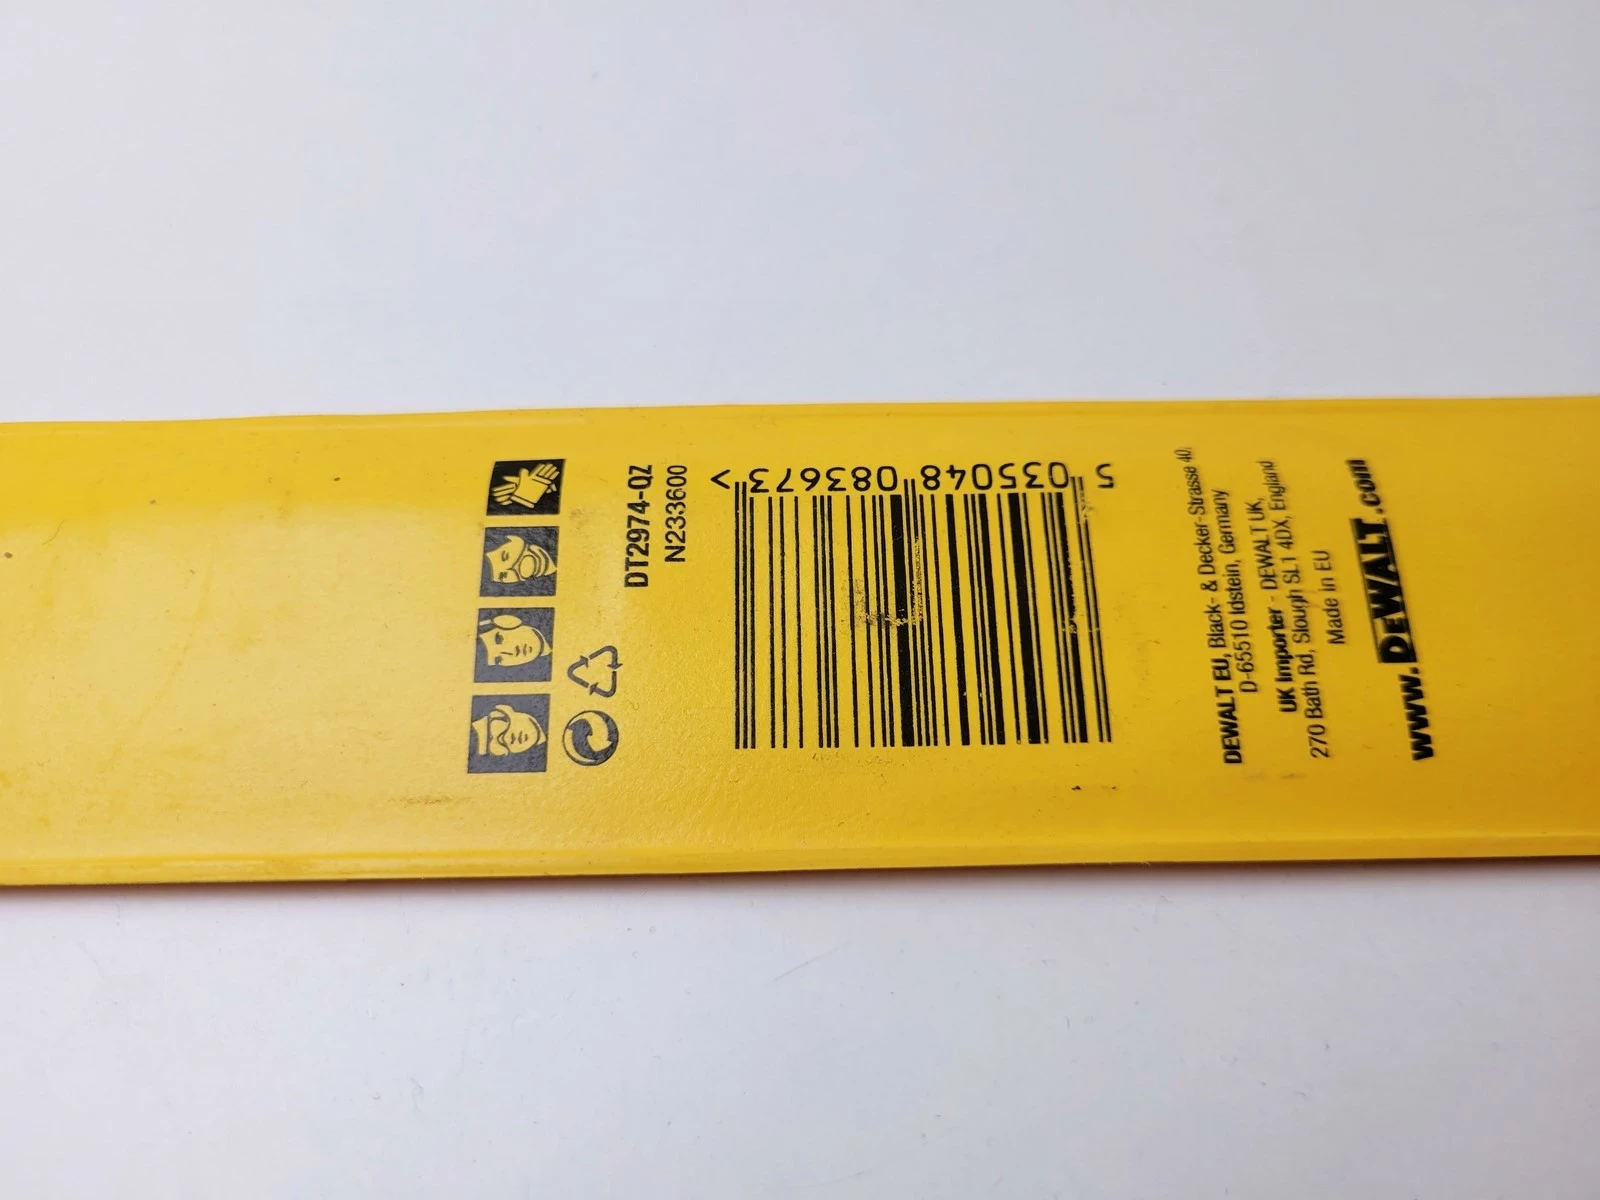 DT2974-QZ
N233600
5 035048 083673 >
DEWALT EU, Black- & Decker-Strasse 40,
D-65510 Idstein, Germany
UK Importer - DEWALT UK,
270 Bath Rd, Slough SL1 4DX, England
Made in EU
www.DEWALT.com